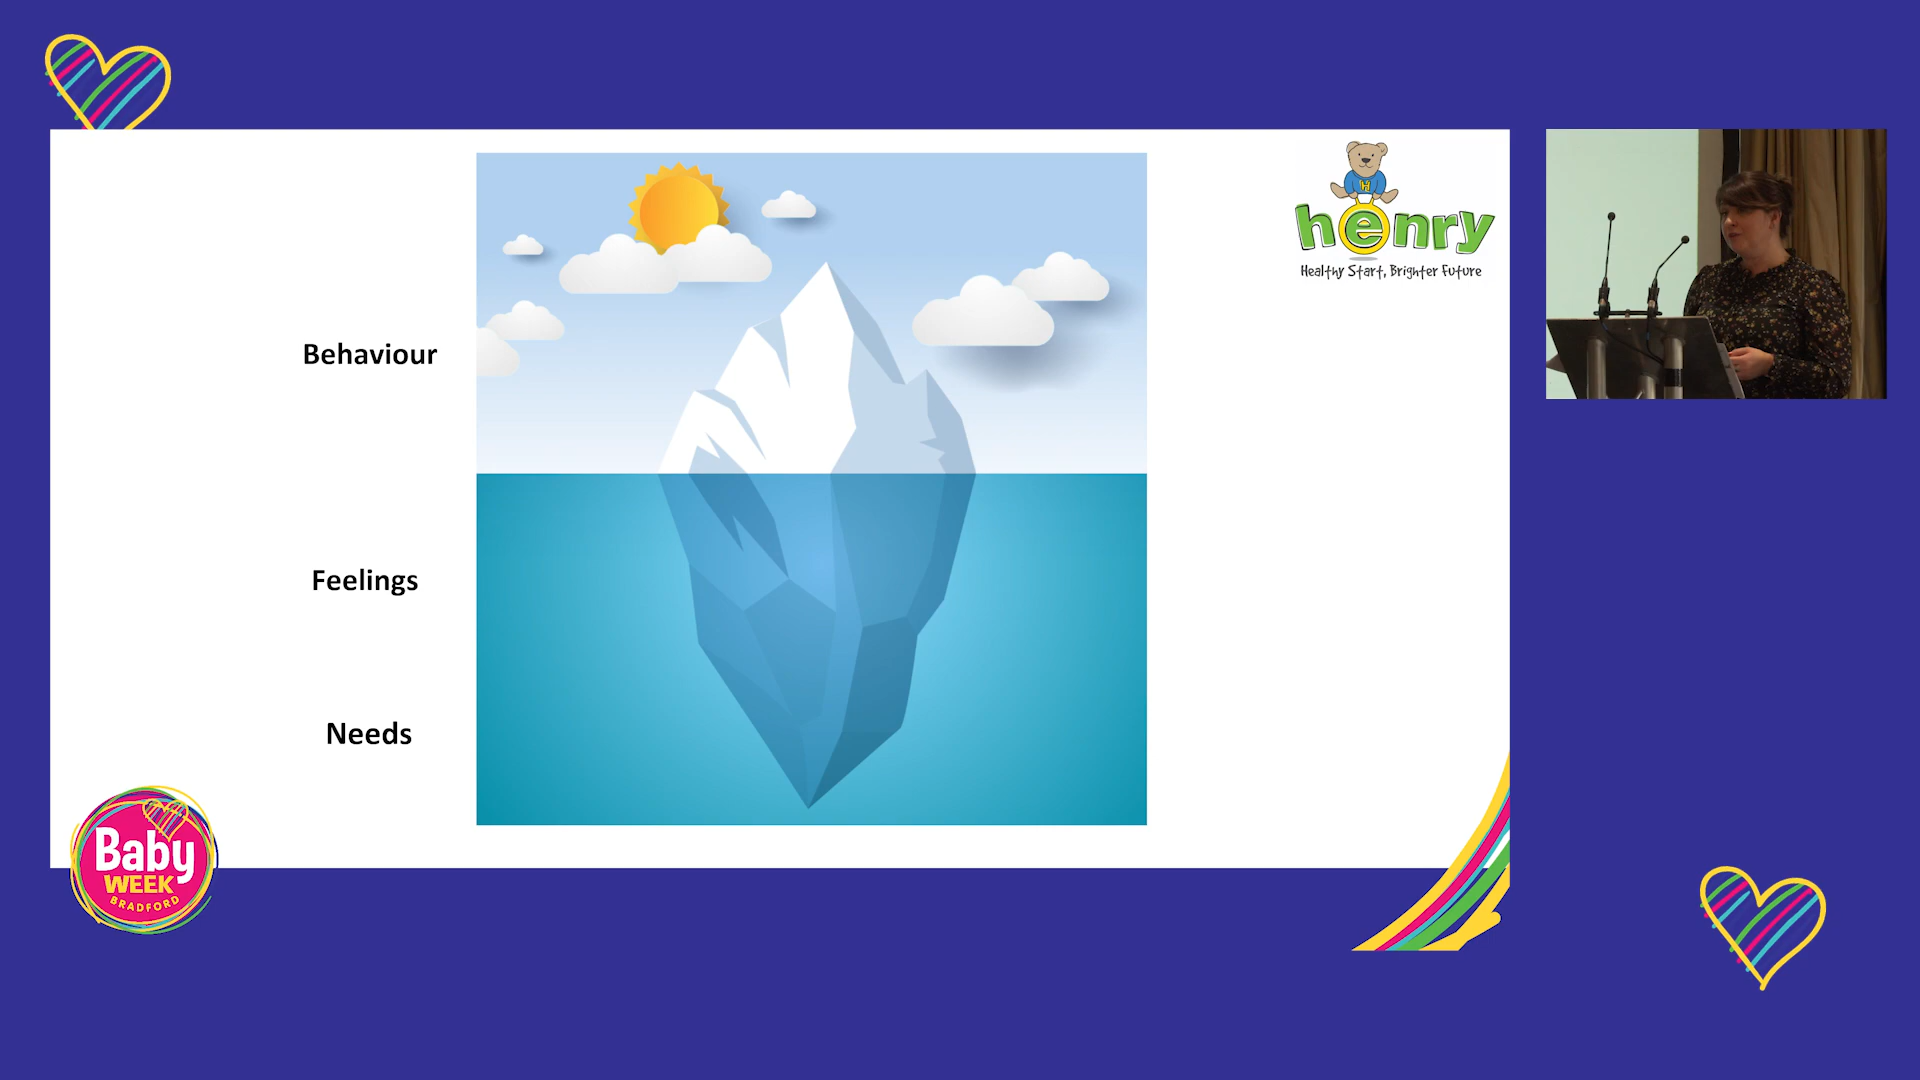 Behaviour
Feelings
Needs
H
henry
Healthy Start, Brighter Future
Baby
WEEK
BRADFORD